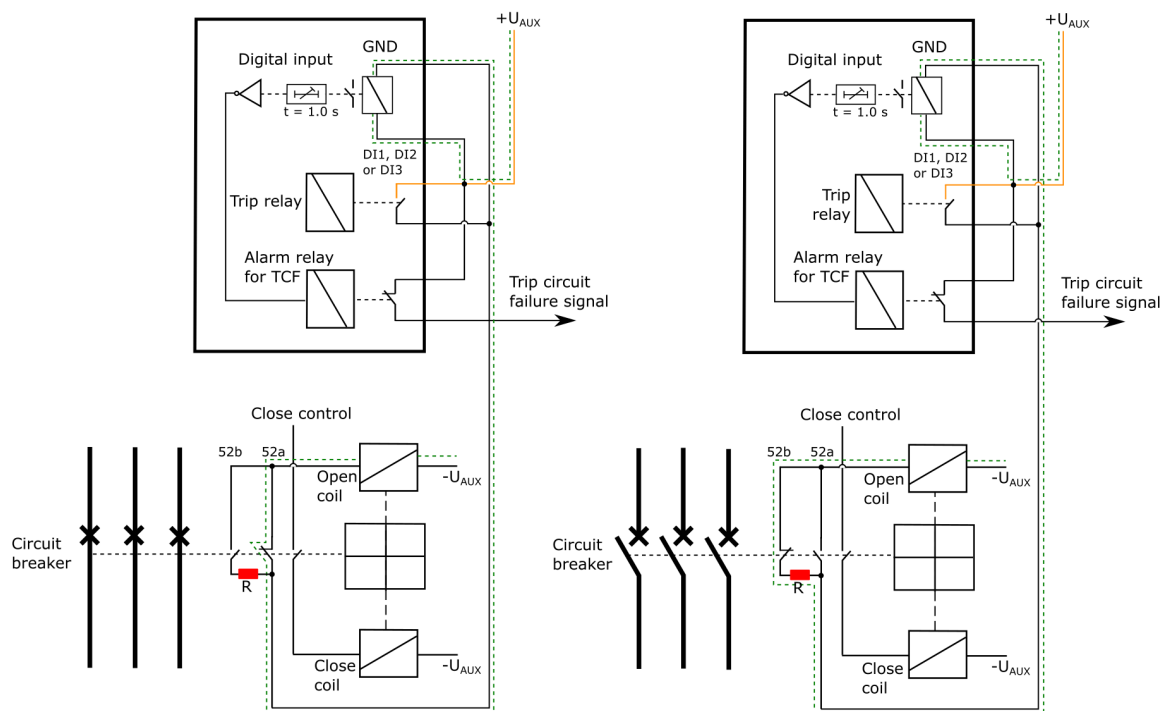 +UAUX
GND
Digital input
t = 1.0 s
DI1, DI2
or DI3
Trip relay
Alarm relay
for TCF
Trip circuit
failure signal
Close control
52b 52a
Open
coil
-UAUX
Circuit
breaker
R
Close
coil
-UAUX
+UAUX
GND
Digital input
t = 1.0 s
DI1, DI2
or DI3
Trip
relay
Alarm relay
for TCF
Trip circuit
failure signal
Close control
52b 52a
Open
coil
-UAUX
Circuit
breaker
R
Close
coil
-UAUX